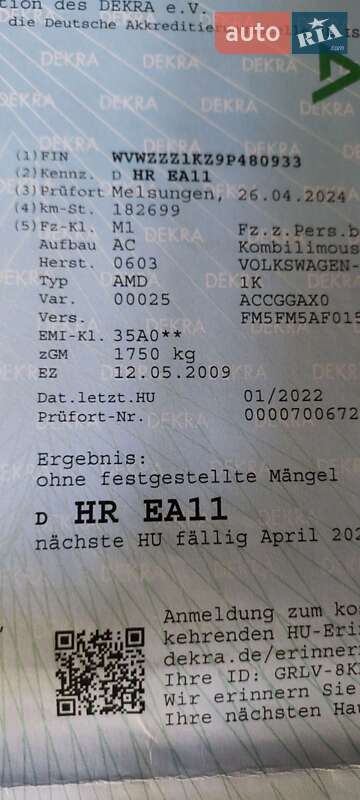 tion des DEKRA e.V.
die Deutsche Akkreditier
auto RIA.com
(1)FIN WVWZZZ1KZ9P480933
(2)Kennz. D HR EA11
(3)Prüfort Melsungen, 26.04.2024
(4)km-St. 182699
(5)Fz-Kl. M1 Fz.z.Pers.b
Aufbau AC Kombilimous
Herst. 0603 VOLKSWAGEN-
Typ AMD 1K
Var. 00025 ACCGGAX0
Vers. FM5FM5AF015
EMI-Kl. 35A0**
zGM 1750 kg
EZ 12.05.2009
Dat.letzt.HU 01/2022
Prüfort-Nr. 0000700672
Ergebnis:
ohne festgestellte Mängel
D HR EA11
nächste HU fällig April 202
Anmeldung zum ko
kehrenden HU-Erin
dekra.de/erinner
Ihre ID: GRLV-8K
Wir erinnern Sie
Ihre nächsten Hau